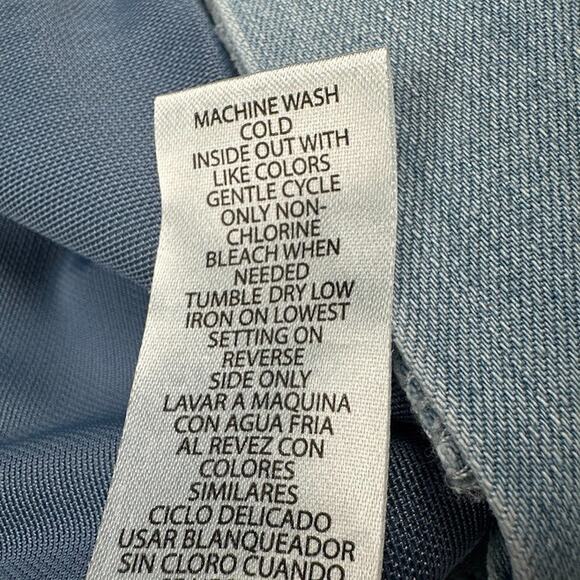 MACHINE WASH
COLD
INSIDE OUT WITH
LIKE COLORS
GENTLE CYCLE
ONLY NON-
CHLORINE
BLEACH WHEN
NEEDED
TUMBLE DRY LOW
IRON ON LOWEST
SETTING ON
REVERSE
SIDE ONLY
LAVAR A MAQUINA
CON AGUA FRIA
AL REVEZ CON
COLORES
SIMILARES
CICLO DELICADO
USAR BLANQUEADOR
SIN CLORO CUANDO